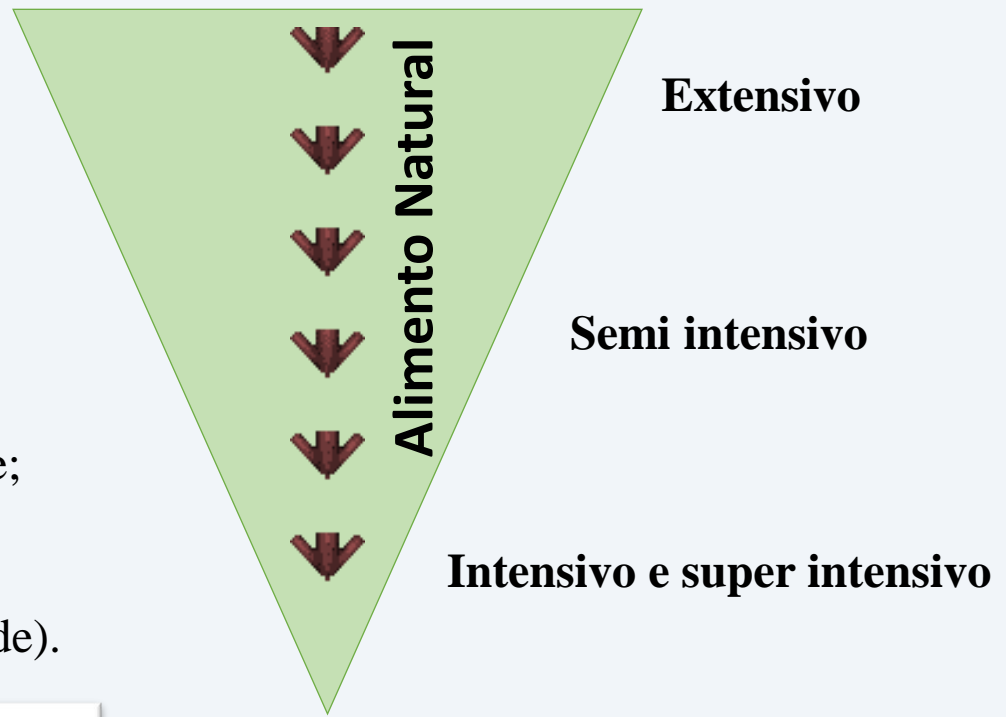 Alimento Natural
Extensivo
Semi intensivo
e;
Intensivo e super intensivo
de).